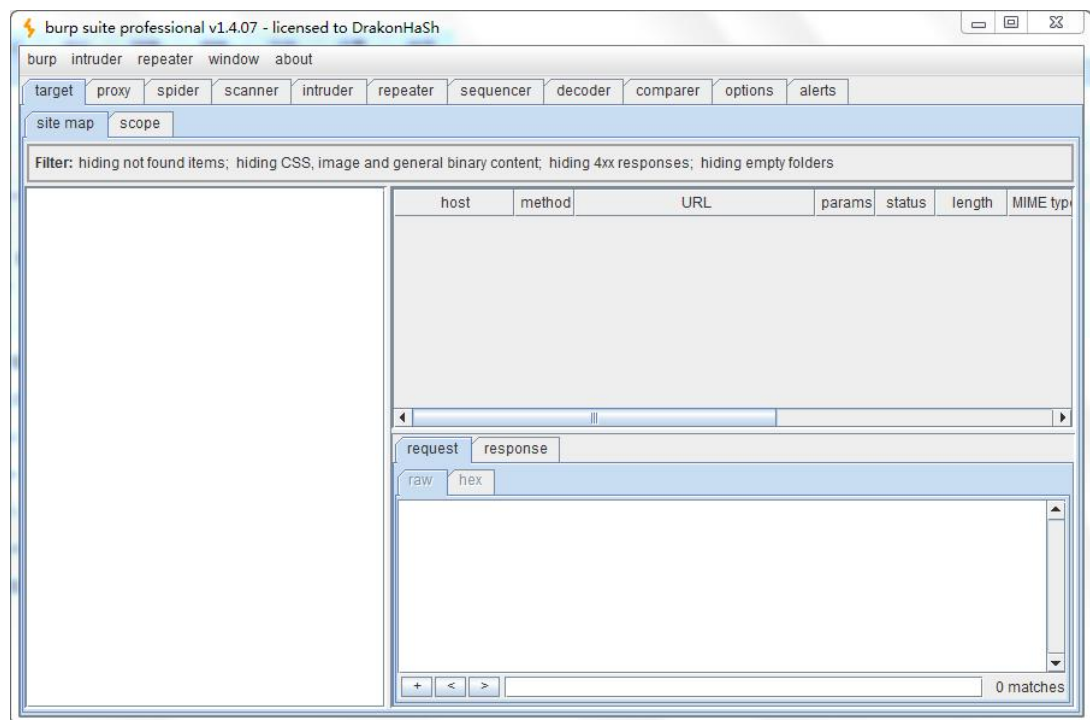 burp suite professional v1.4.07 - licensed to DrakonHaSh
burp intruder repeater window about
target proxy spider scanner intruder repeater sequencer decoder comparer options alerts
site map scope
Filter: hiding not found items; hiding CSS, image and general binary content; hiding 4xx responses; hiding empty folders
host method URL params status length MIME type
request response
raw hex
+ < > 0 matches